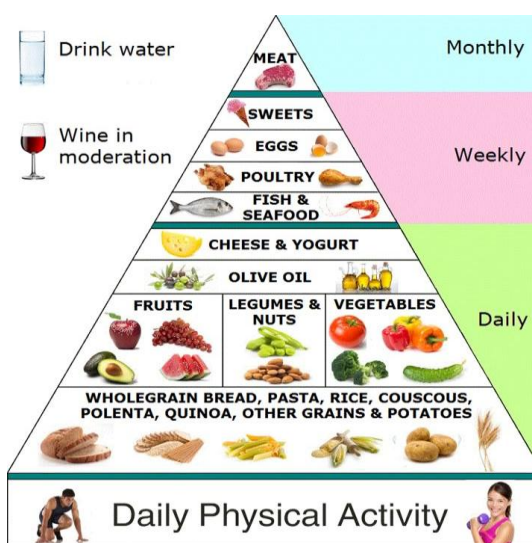 Drink water
Wine in
moderation
MEAT
Monthly
SWEETS
EGGS
POULTRY
FISH &
SEAFOOD
Weekly
CHEESE & YOGURT
OLIVE OIL
FRUITS
LEGUMES &
NUTS
VEGETABLES
Daily
WHOLEGRAIN BREAD, PASTA, RICE, COUSCOUS,
POLENTA, QUINOA, OTHER GRAINS & POTATOES
Daily Physical Activity